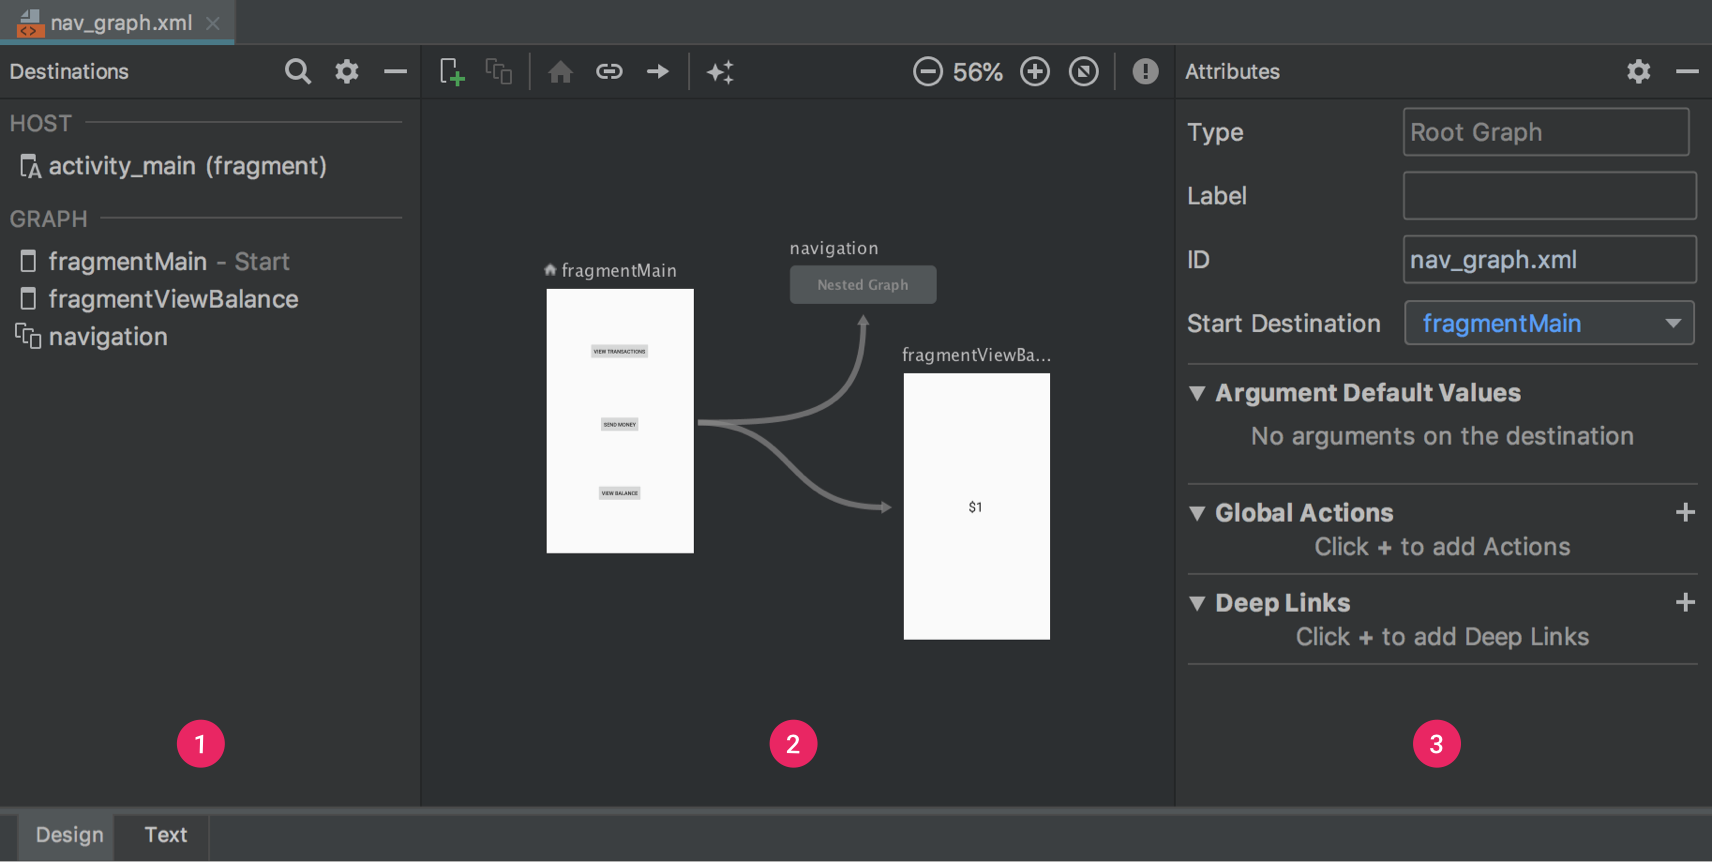 nav_graph.xml
Destinations
56%
Attributes
HOST
activity_main (fragment)
GRAPH
fragmentMain - Start
fragmentViewBalance
navigation
fragmentMain
VIEW TRANSACTIONS
SEND MONEY
VIEW BALANCE
navigation
Nested Graph
fragmentViewBa...
$1
Type
Root Graph
Label
ID
nav_graph.xml
Start Destination
fragmentMain
Argument Default Values
No arguments on the destination
Global Actions
Click + to add Actions
Deep Links
Click + to add Deep Links
1
2
3
Design
Text